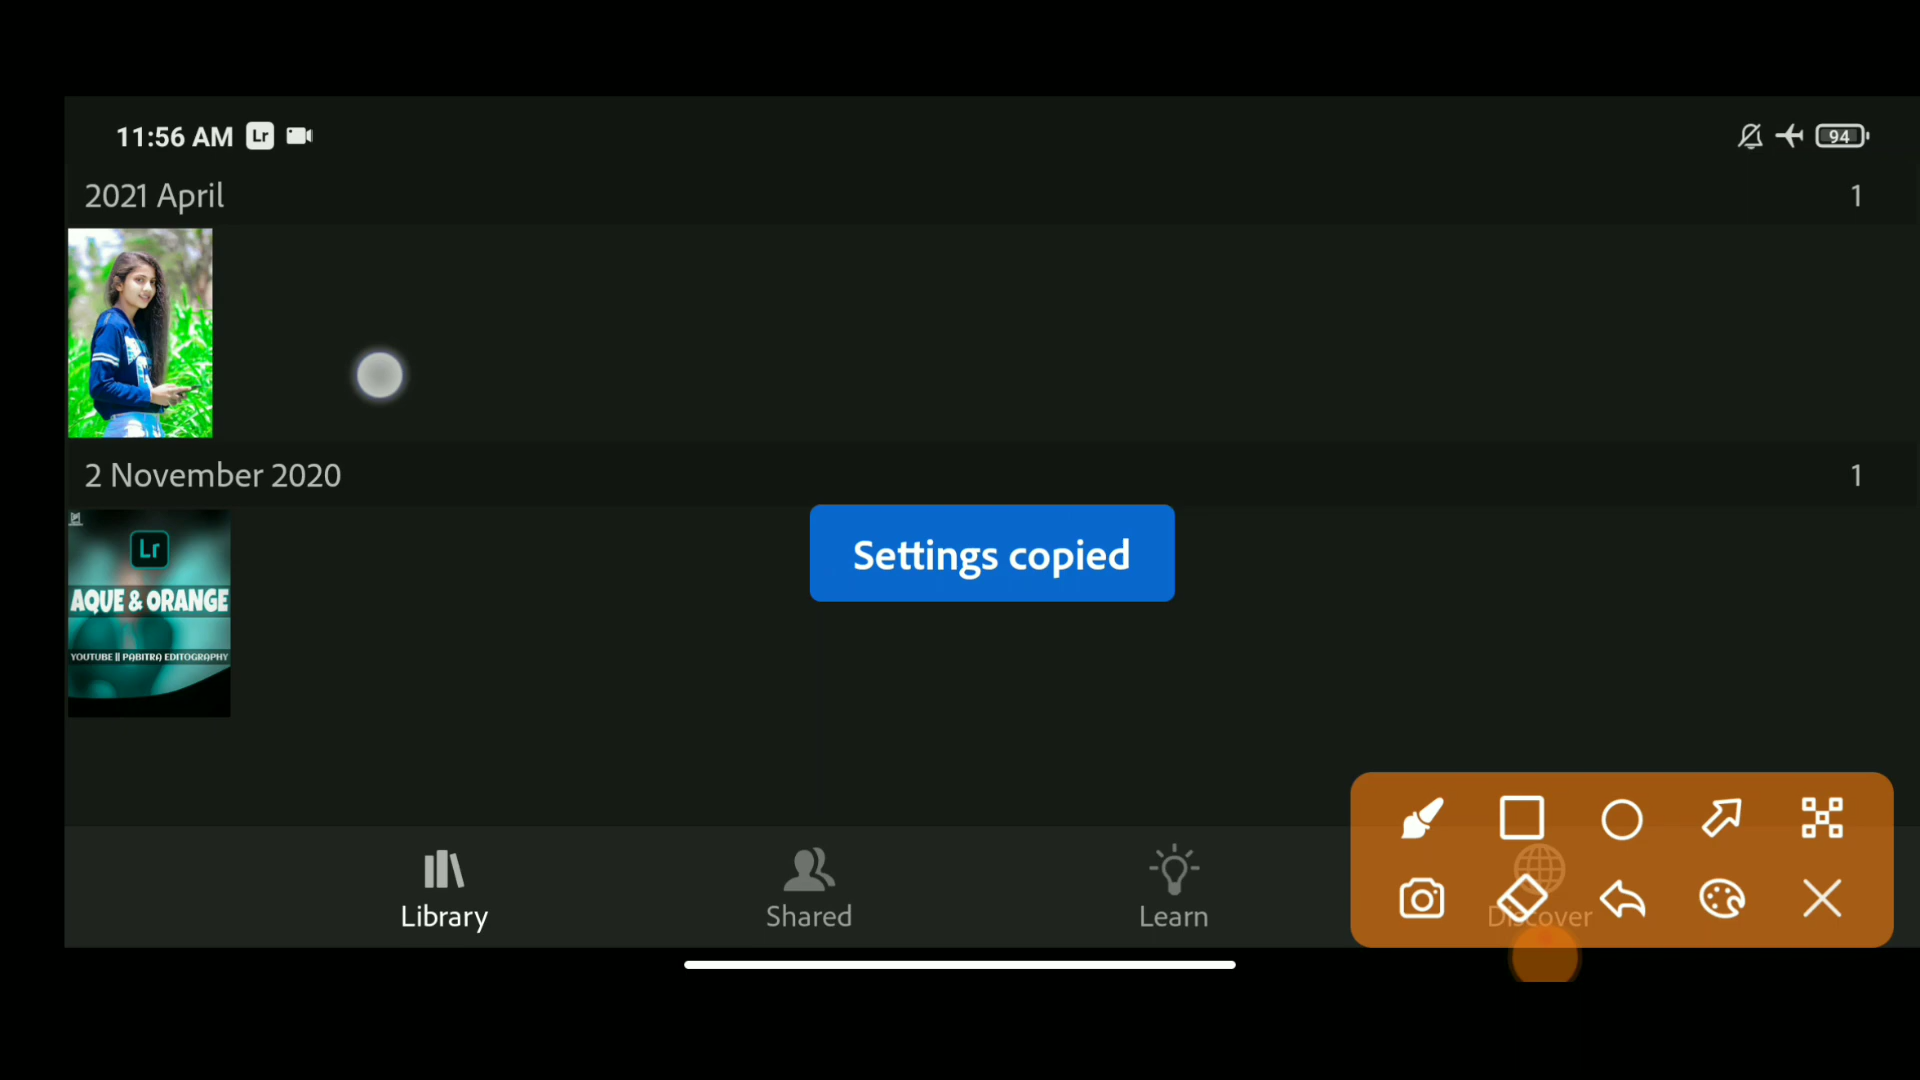 11:56 AM Lr 94
2021 April 1
2 November 2020 1
Lr
AQUE & ORANGE
YOUTUBE || PABITRA EDITOGRAPHY
Settings copied
Library Shared Learn Discover